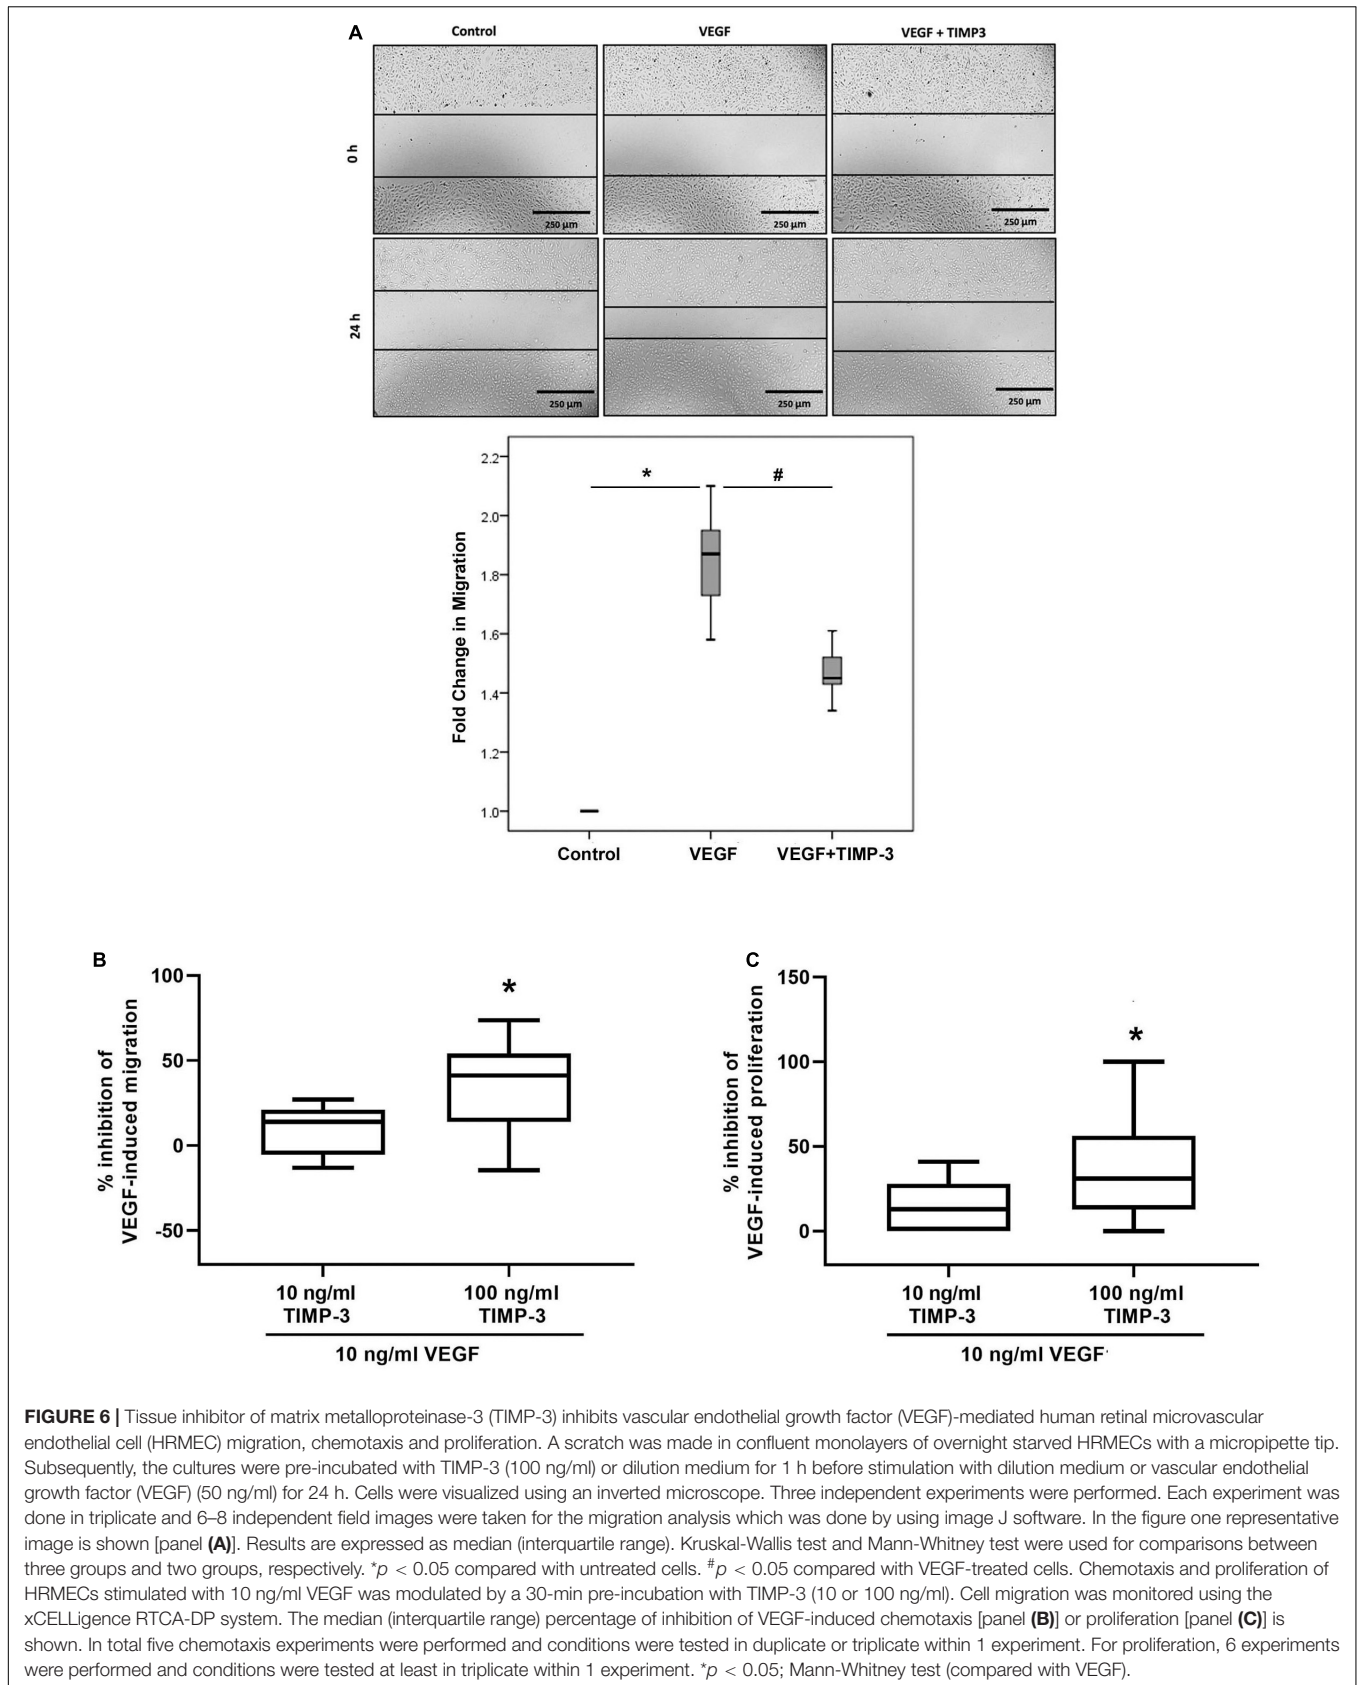 A
Control
VEGF
VEGF + TIMP3
0 h
250 µm
250 µm
250 µm
24 h
250 µm
250 µm
250 µm
Fold Change in Migration
2.2
2.0
1.8
1.6
1.4
1.2
1.0
*
#
Control
VEGF
VEGF+TIMP-3
B
% inhibition of
VEGF-induced migration
100
50
0
-50
*
10 ng/ml
TIMP-3
100 ng/ml
TIMP-3
10 ng/ml VEGF
C
% inhibition of
VEGF-induced proliferation
150
100
50
0
*
10 ng/ml
TIMP-3
100 ng/ml
TIMP-3
10 ng/ml VEGF
FIGURE 6 | Tissue inhibitor of matrix metalloproteinase-3 (TIMP-3) inhibits vascular endothelial growth factor (VEGF)-mediated human retinal microvascular
endothelial cell (HRMEC) migration, chemotaxis and proliferation. A scratch was made in confluent monolayers of overnight starved HRMECs with a micropipette tip.
Subsequently, the cultures were pre-incubated with TIMP-3 (100 ng/ml) or dilution medium for 1 h before stimulation with dilution medium or vascular endothelial
growth factor (VEGF) (50 ng/ml) for 24 h. Cells were visualized using an inverted microscope. Three independent experiments were performed. Each experiment was
done in triplicate and 6–8 independent field images were taken for the migration analysis which was done by using image J software. In the figure one representative
image is shown [panel (A)]. Results are expressed as median (interquartile range). Kruskal-Wallis test and Mann-Whitney test were used for comparisons between
three groups and two groups, respectively. *p < 0.05 compared with untreated cells. #p < 0.05 compared with VEGF-treated cells. Chemotaxis and proliferation of
HRMECs stimulated with 10 ng/ml VEGF was modulated by a 30-min pre-incubation with TIMP-3 (10 or 100 ng/ml). Cell migration was monitored using the
xCELLigence RTCA-DP system. The median (interquartile range) percentage of inhibition of VEGF-induced chemotaxis [panel (B)] or proliferation [panel (C)] is
shown. In total five chemotaxis experiments were performed and conditions were tested in duplicate or triplicate within 1 experiment. For proliferation, 6 experiments
were performed and conditions were tested at least in triplicate within 1 experiment. *p < 0.05; Mann-Whitney test (compared with VEGF).